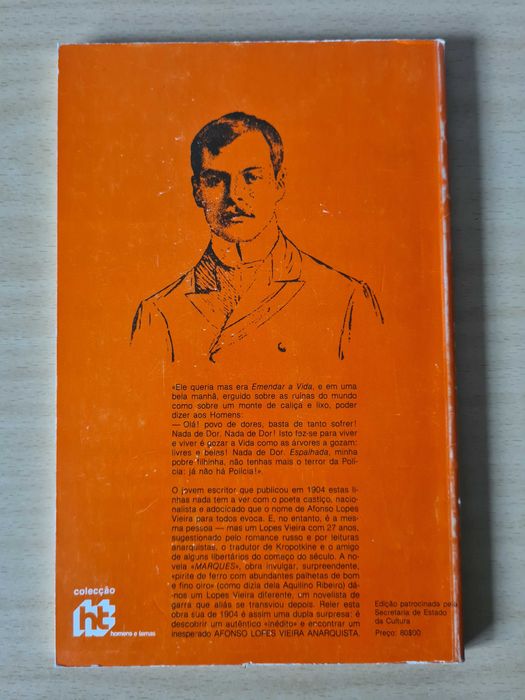 «Ele queria mas era Emendar a Vida, e em uma
bela manhã, erguido sobre as ruínas do mundo
como sobre um monte de caliça e lixo, poder
dizer aos Homens:
— Olá! povo de dores, basta de tanto sofrer!
Nada de Dor, Nada de Dor! Isto fez-se para viver
e viver é gozar a Vida como as árvores a gozam:
livres e belas! Nada de Dor. Espalhada, minha
pobre filhinha, não tenhas mais o terror da Polí-
cia: já não há Polícia!».
O jovem escritor que publicou em 1904 estas li-
nhas nada tem a ver com o poeta castiço, naci-
onalista e adocicado que o nome de Afonso Lopes
Vieira para todos evoca. E, no entanto, é a mes-
ma pessoa — mas um Lopes Vieira com 27 anos,
sugestionado pelo romance russo e por leituras
anarquistas, o tradutor de Kropotkine e o amigo
de alguns libertários do começo do século. A no-
vela «MARQUES», obra invulgar, surpreendente,
«pirite de ferro com abundantes palhetas de bom
e fino oiro» (como dizia dela Aquilino Ribeiro) dá-
-nos um Lopes Vieira diferente, um novelista de
garra que aliás se transviou depois. Reler esta
obra sua de 1904 é assim uma dupla surpresa: é
descobrir um autêntico «inédito» e encontrar um
inesperado AFONSO LOPES VIEIRA ANARQUISTA.
colecção
ht
homens e temas
Edição patrocinada pela
Secretaria de Estado
da Cultura
Preço: 80$00